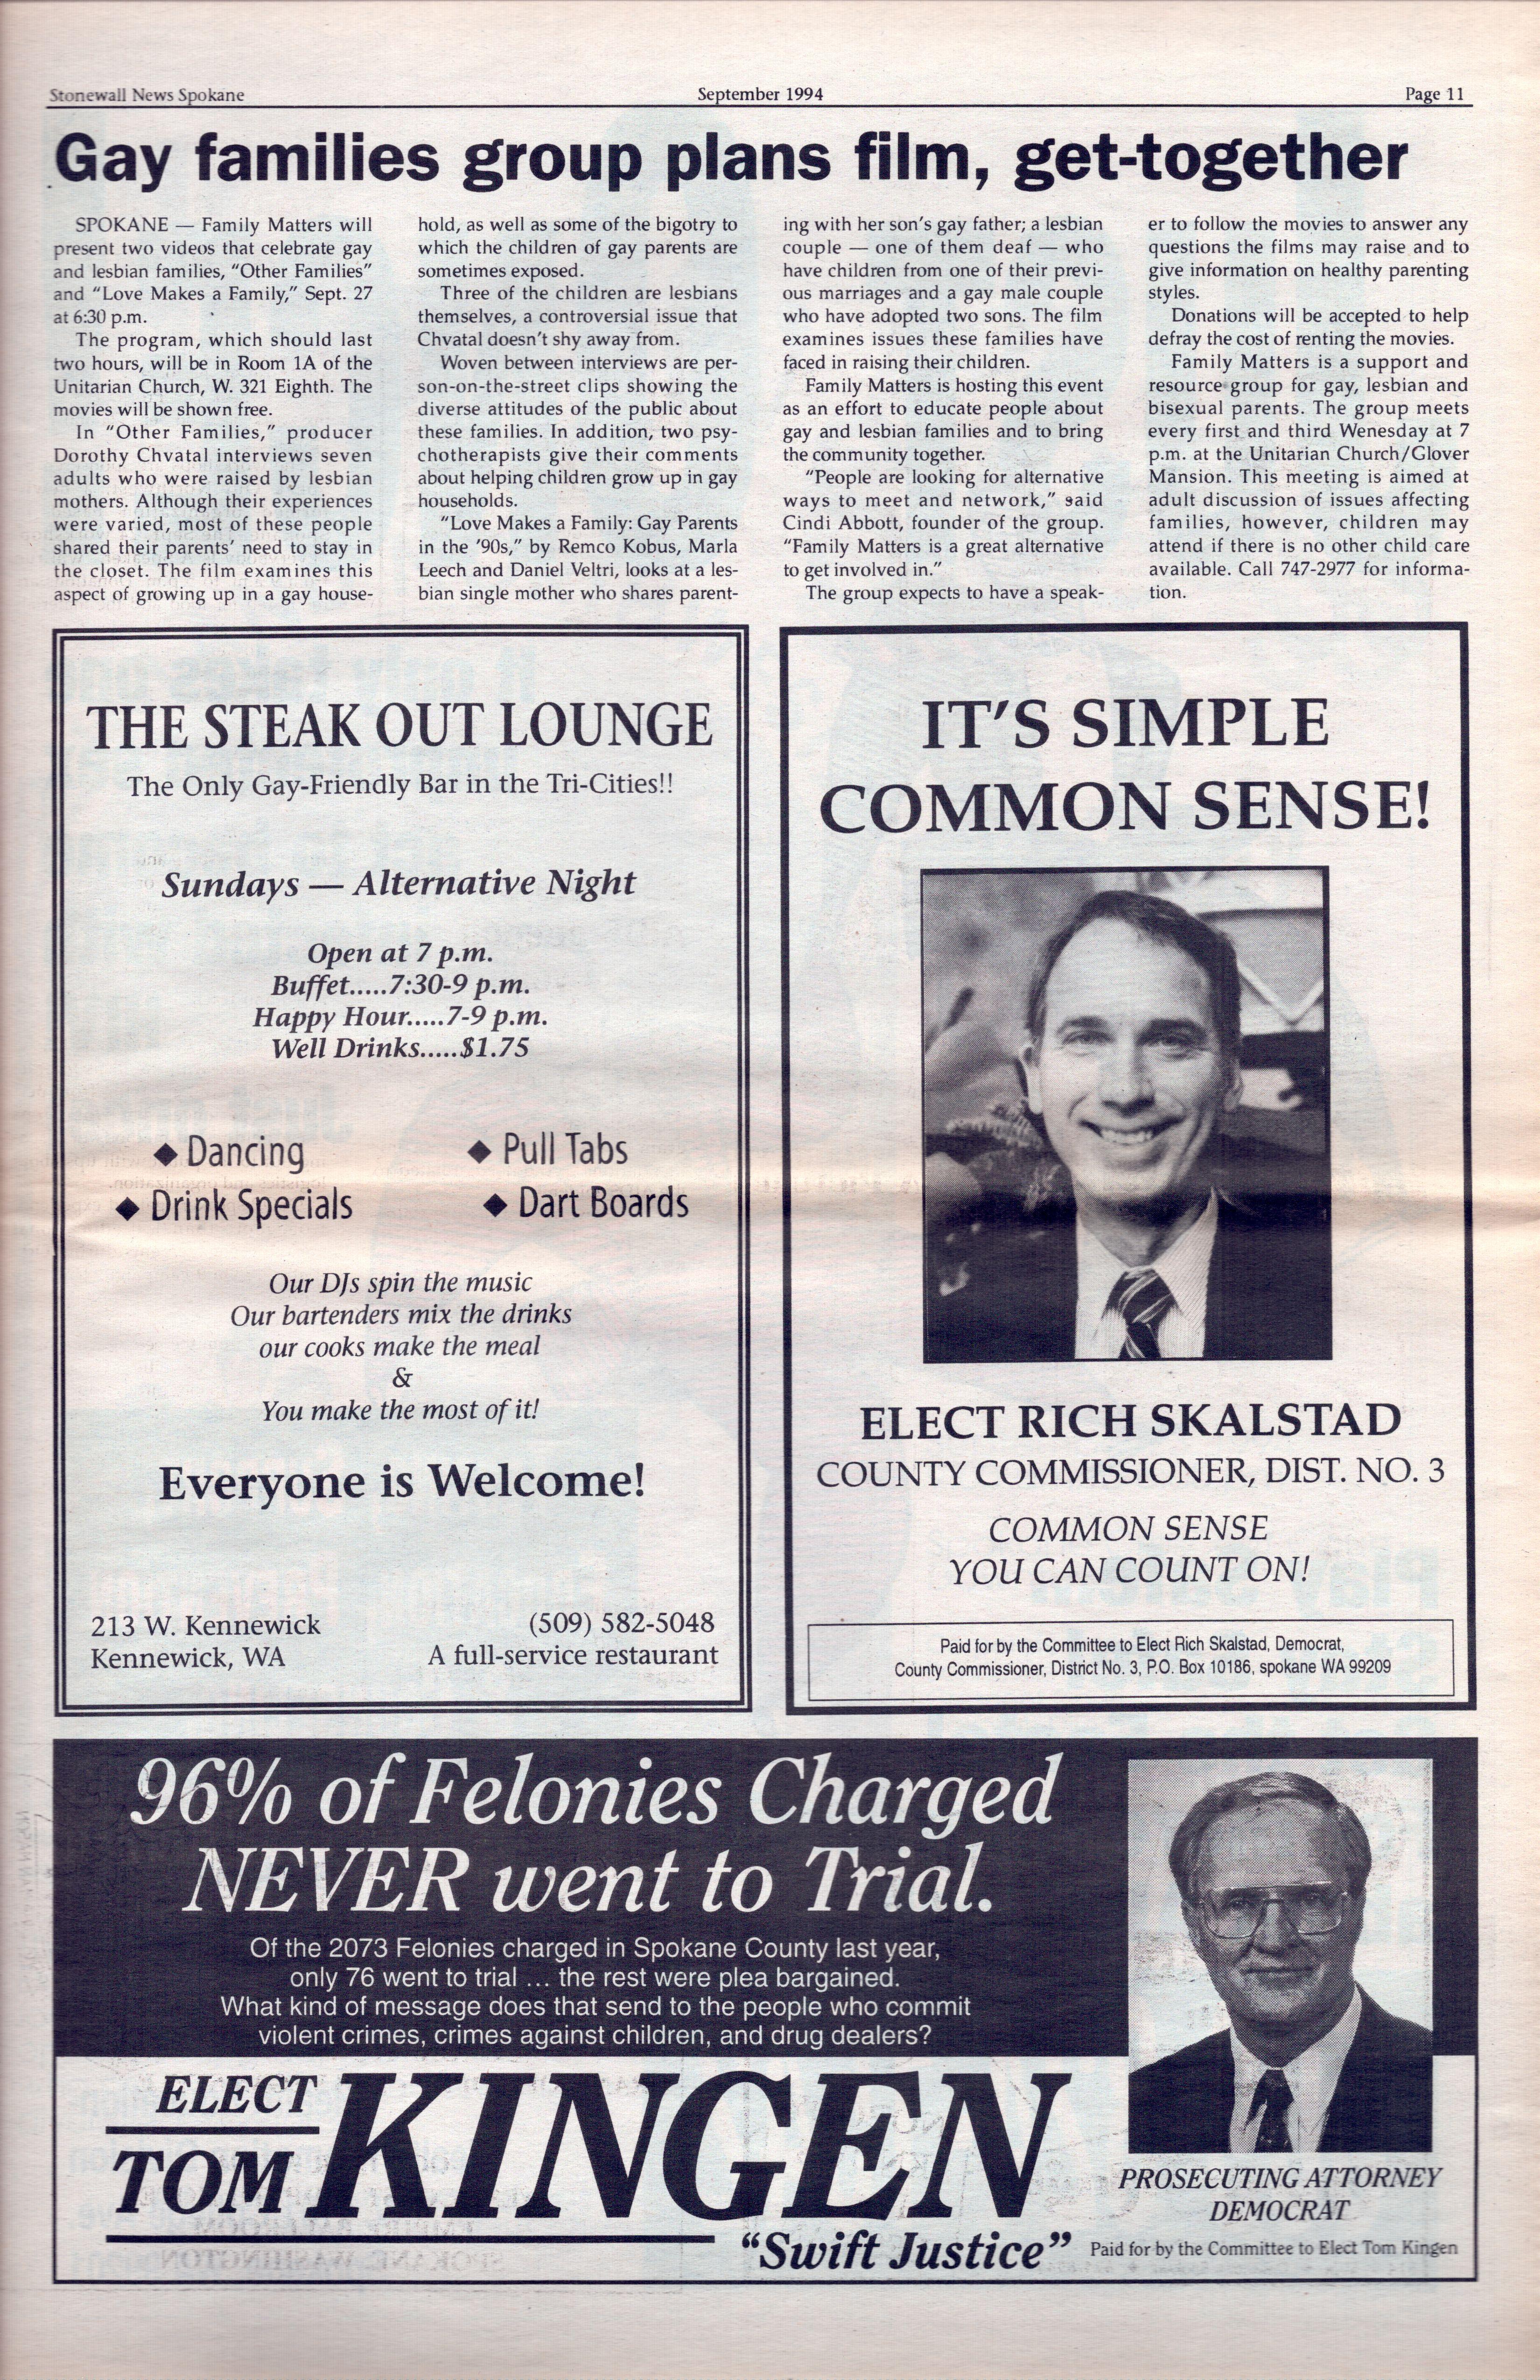 Stonewall News Spokane
September 1994
Page 11
Gay families group plans film, get-together
SPOKANE — Family Matters will
present two videos that celebrate gay
and lesbian families, “Other Families”
and “Love Makes a Family,” Sept. 27
at 6:30 p.m.
The program, which should last
two hours, will be in Room 1A of the
Unitarian Church, W. 321 Eighth. The
movies will be shown free.
In “Other Families,” producer
Dorothy Chvatal interviews seven
adults who were raised by lesbian
mothers. Although their experiences
were varied, most of these people
shared their parents’ need to stay in
the closet. The film examines this
aspect of growing up in a gay house-
hold, as well as some of the bigotry to
which the children of gay parents are
sometimes exposed.
Three of the children are lesbians
themselves, a controversial issue that
Chvatal doesn’t shy away from.
Woven between interviews are per-
son-on-the-street clips showing the
diverse attitudes of the public about
these families. In addition, two psy-
chotherapists give their comments
about helping children grow up in gay
households.
“Love Makes a Family: Gay Parents
in the ’90s,” by Remco Kobus, Marla
Leech and Daniel Veltri, looks at a les-
bian single mother who shares parent-
ing with her son’s gay father; a lesbian
couple — one of them deaf — who
have children from one of their previ-
ous marriages and a gay male couple
who have adopted two sons. The film
examines issues these families have
faced in raising their children.
Family Matters is hosting this event
as an effort to educate people about
gay and lesbian families and to bring
the community together.
“People are looking for alternative
ways to meet and network,” said
Cindi Abbott, founder of the group.
“Family Matters is a great alternative
to get involved in.”
The group expects to have a speak-
er to follow the movies to answer any
questions the films may raise and to
give information on healthy parenting
styles.
Donations will be accepted to help
defray the cost of renting the movies.
Family Matters is a support and
resource group for gay, lesbian and
bisexual parents. The group meets
every first and third Wenesday at 7
p.m. at the Unitarian Church/Glover
Mansion. This meeting is aimed at
adult discussion of issues affecting
families, however, children may
attend if there is no other child care
available. Call 747-2977 for informa-
tion.
THE STEAK OUT LOUNGE
The Only Gay-Friendly Bar in the Tri-Cities!!
Sundays — Alternative Night
Open at 7 p.m.
Buffet.....7:30-9 p.m.
Happy Hour.....7-9 p.m.
Well Drinks.....$1.75
◆ Dancing ◆ Pull Tabs
◆ Drink Specials ◆ Dart Boards
Our DJs spin the music
Our bartenders mix the drinks
our cooks make the meal
&
You make the most of it!
Everyone is Welcome!
213 W. Kennewick (509) 582-5048
Kennewick, WA A full-service restaurant
IT’S SIMPLE
COMMON SENSE!
ELECT RICH SKALSTAD
COUNTY COMMISSIONER, DIST. NO. 3
COMMON SENSE
YOU CAN COUNT ON!
Paid for by the Committee to Elect Rich Skalstad, Democrat,
County Commissioner, District No. 3, P.O. Box 10186, spokane WA 99209
96% of Felonies Charged
NEVER went to Trial.
Of the 2073 Felonies charged in Spokane County last year,
only 76 went to trial ... the rest were plea bargained.
What kind of message does that send to the people who commit
violent crimes, crimes against children, and drug dealers?
ELECT
TOM KINGEN
“Swift Justice”
PROSECUTING ATTORNEY
DEMOCRAT
Paid for by the Committee to Elect Tom Kingen